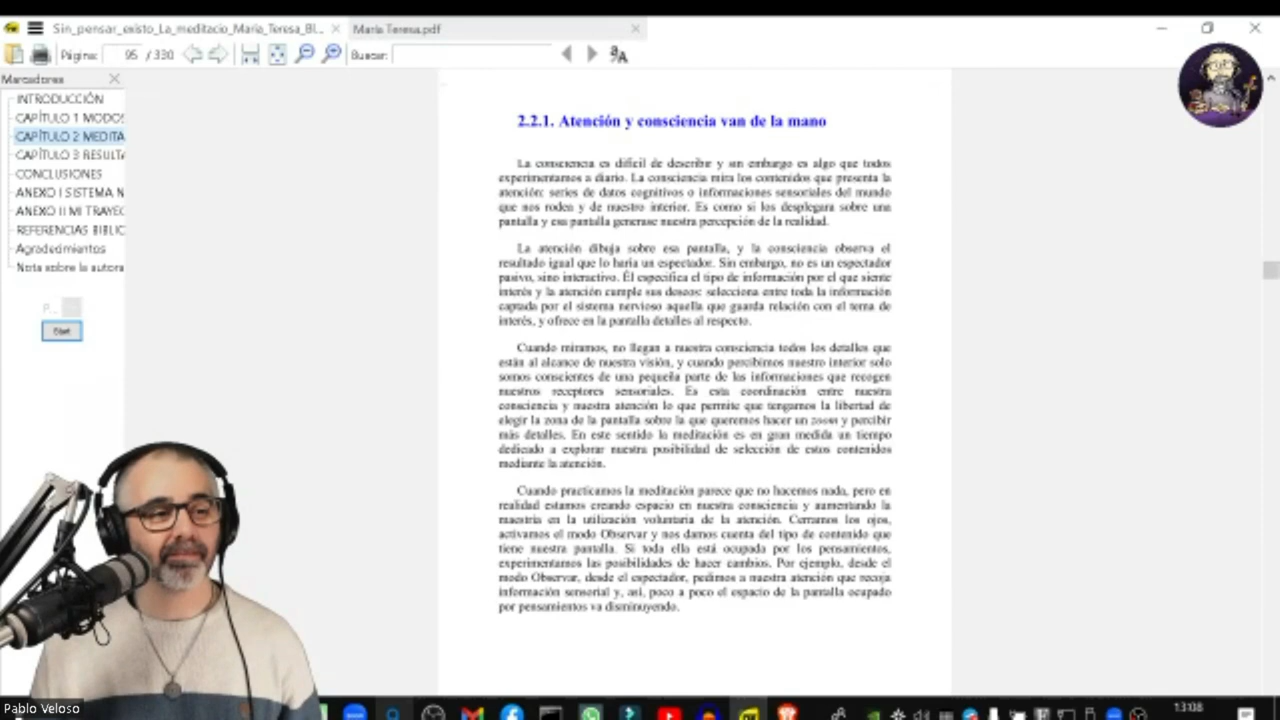 Sin_pensar_existo_La_meditacio_Maria_Teresa_Bl...
María Teresa.pdf
Página:
95 / 330
Buscar:
Marcadores
INTRODUCCIÓN
CAPÍTULO 1 MODOS
CAPÍTULO 2 MEDITA
CAPÍTULO 3 RESULTA
CONCLUSIONES
ANEXO I SISTEMA N
ANEXO II MI TRAYEC
REFERENCIAS BIBLIC
Agradecimientos
Nota sobre la autora
P...
Start
2.2.1. Atención y consciencia van de la mano
La consciencia es difícil de describir y sin embargo es algo que todos
experimentamos a diario. La consciencia mira los contenidos que presenta la
atención: series de datos cognitivos o informaciones sensoriales del mundo
que nos rodea y de nuestro interior. Es como si los desplegara sobre una
pantalla y esa pantalla generase nuestra percepción de la realidad.
La atención dibuja sobre esa pantalla, y la consciencia observa el
resultado igual que lo haría un espectador. Sin embargo, no es un espectador
pasivo, sino interactivo. Él especifica el tipo de información por el que siente
interés y la atención cumple sus deseos: selecciona entre toda la información
captada por el sistema nervioso aquella que guarda relación con el tema de
interés, y ofrece en la pantalla detalles al respecto.
Cuando miramos, no llegan a nuestra consciencia todos los detalles que
están al alcance de nuestra visión, y cuando percibimos nuestro interior solo
somos conscientes de una pequeña parte de las informaciones que recogen
nuestros receptores sensoriales. Es esta coordinación entre nuestra
consciencia y nuestra atención lo que permite que tengamos la libertad de
elegir la zona de la pantalla sobre la que queremos hacer un zoom y percibir
más detalles. En este sentido la meditación es en gran medida un tiempo
dedicado a explorar nuestra posibilidad de selección de estos contenidos
mediante la atención.
Cuando practicamos la meditación parece que no hacemos nada, pero en
realidad estamos creando espacio en nuestra consciencia y aumentando la
maestría en la utilización voluntaria de la atención. Cerramos los ojos,
activamos el modo Observar y nos damos cuenta del tipo de contenido que
tiene nuestra pantalla. Si toda ella está ocupada por los pensamientos,
experimentamos las posibilidades de hacer cambios. Por ejemplo, desde el
modo Observar, desde el espectador, pedimos a nuestra atención que recoja
información sensorial y, así, poco a poco el espacio de la pantalla ocupado
por pensamientos va disminuyendo.
Pablo Veloso
13:08